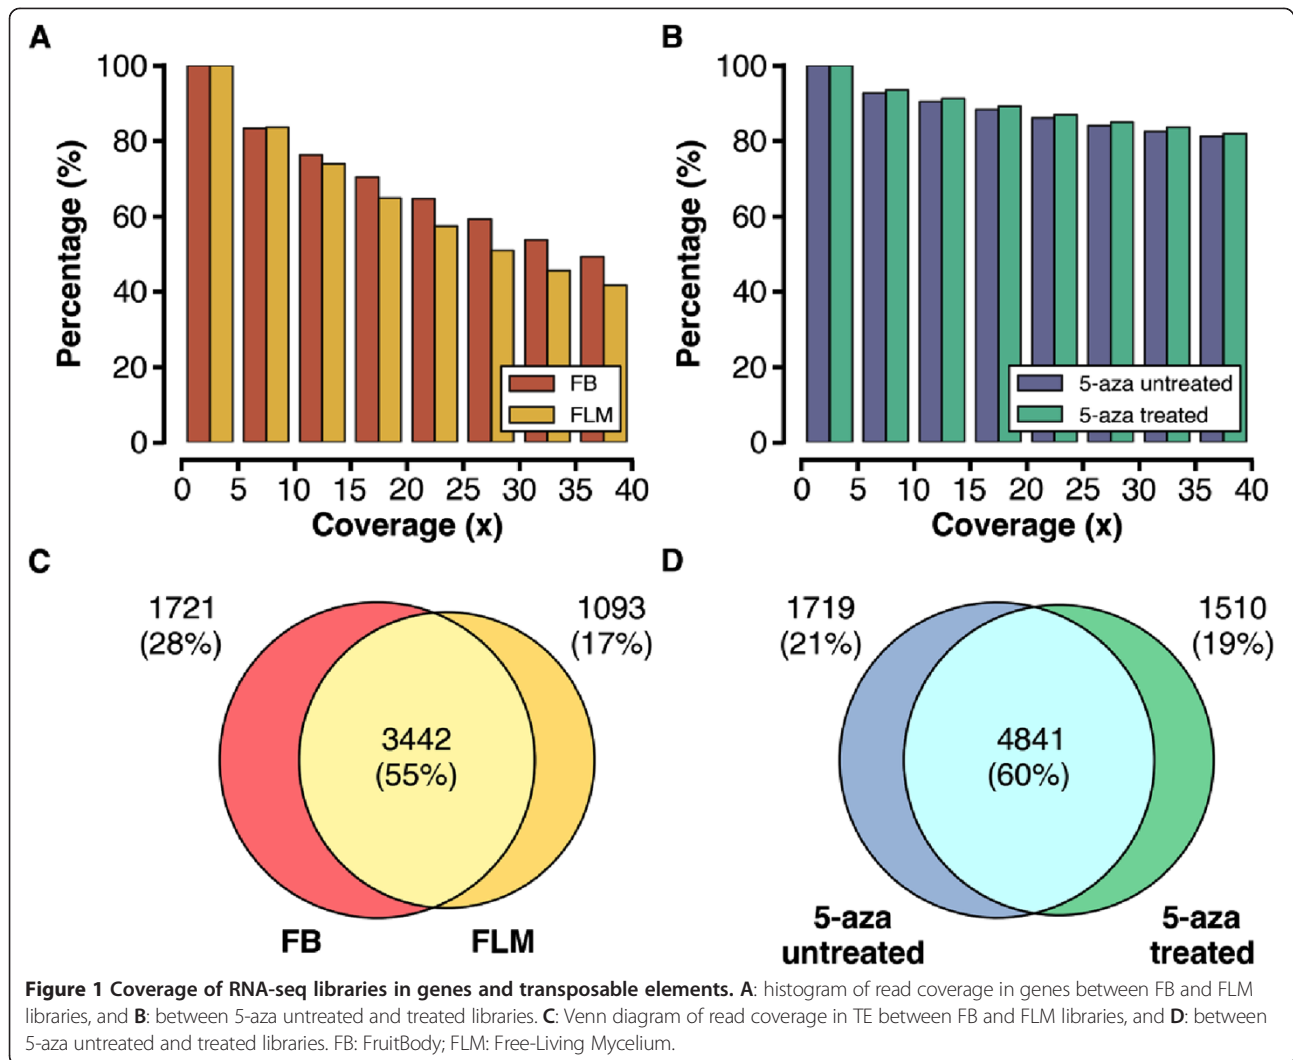 A
B
100
80
60
40
20
0
Percentage (%)
0 5 10 15 20 25 30 35 40
Coverage (x)
FB
FLM
100
80
60
40
20
0
Percentage (%)
0 5 10 15 20 25 30 35 40
Coverage (x)
5-aza untreated
5-aza treated
C
1721
(28%)
3442
(55%)
1093
(17%)
FB
FLM
D
1719
(21%)
4841
(60%)
1510
(19%)
5-aza
untreated
5-aza
treated
Figure 1 Coverage of RNA-seq libraries in genes and transposable elements. A: histogram of read coverage in genes between FB and FLM
libraries, and B: between 5-aza untreated and treated libraries. C: Venn diagram of read coverage in TE between FB and FLM libraries, and D: between
5-aza untreated and treated libraries. FB: FruitBody; FLM: Free-Living Mycelium.